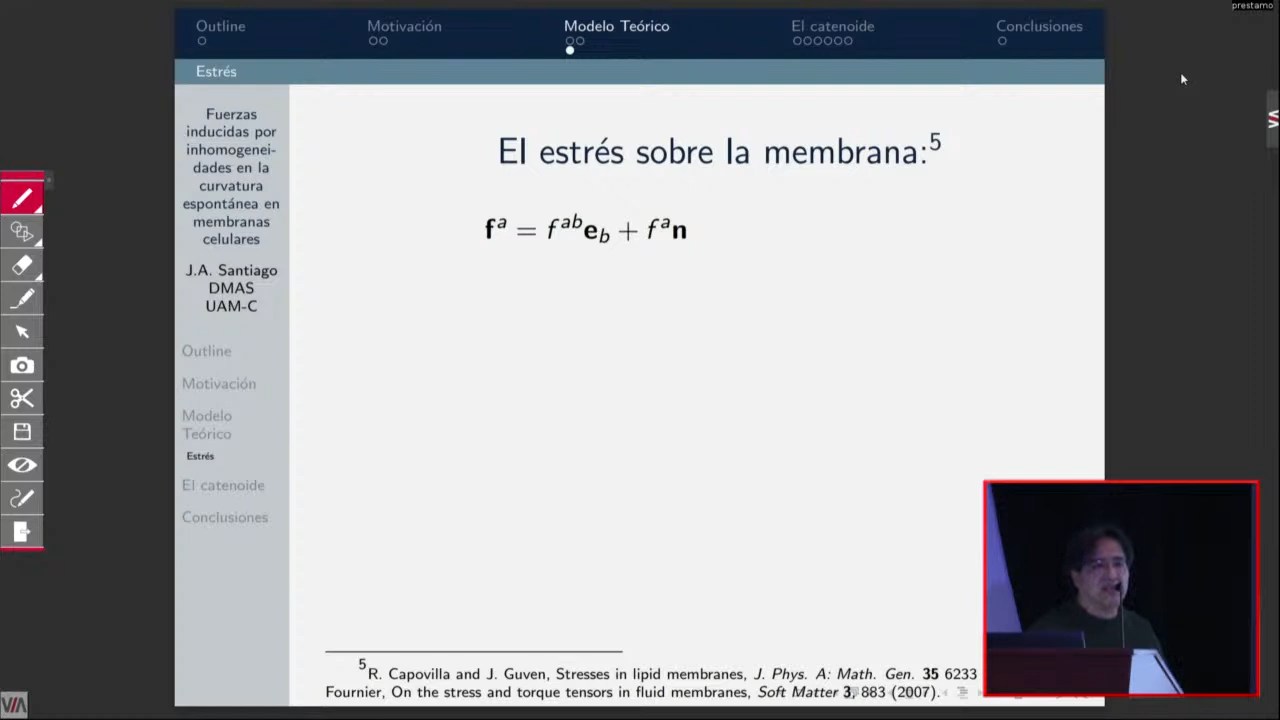 prestamo
Outline Motivación Modelo Teórico El catenoide Conclusiones
Estrés
Fuerzas
inducidas por
inhomogenei-
dades en la
curvatura
espontánea en
membranas
celulares
J.A. Santiago
DMAS
UAM-C
Outline
Motivación
Modelo
Teórico
Estrés
El catenoide
Conclusiones
El estrés sobre la membrana:⁵
fᵃ = fᵃᵇe_b + fᵃn
⁵R. Capovilla and J. Guven, Stresses in lipid membranes, J. Phys. A: Math. Gen. 35 6233
Fournier, On the stress and torque tensors in fluid membranes, Soft Matter 3, 883 (2007).